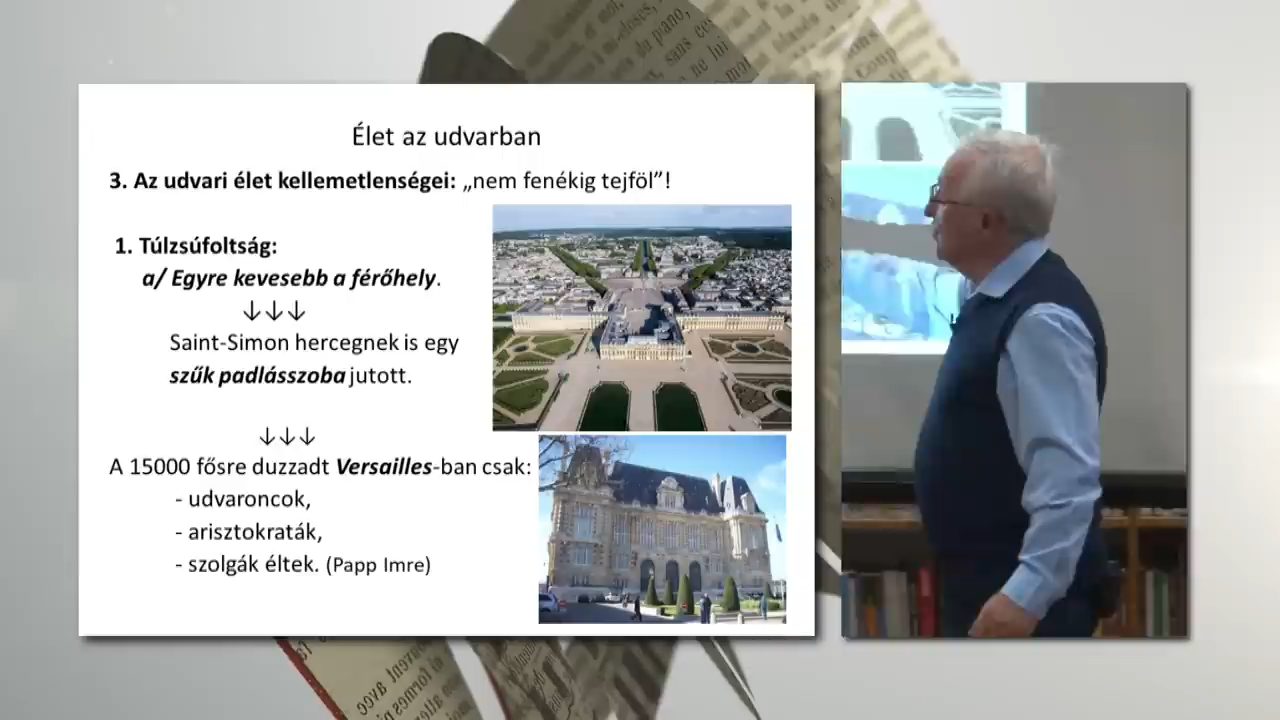 Élet az udvarban
3. Az udvari élet kellemetlenségei: „nem fenékig tejföl”!
1. Túlzsúfoltság:
a/ Egyre kevesebb a férőhely.
↓↓↓
Saint-Simon hercegnek is egy
szűk padlásszoba jutott.
↓↓↓
A 15000 fősre duzzadt Versailles-ban csak:
- udvaroncok,
- arisztokraták,
- szolgák éltek. (Papp Imre)